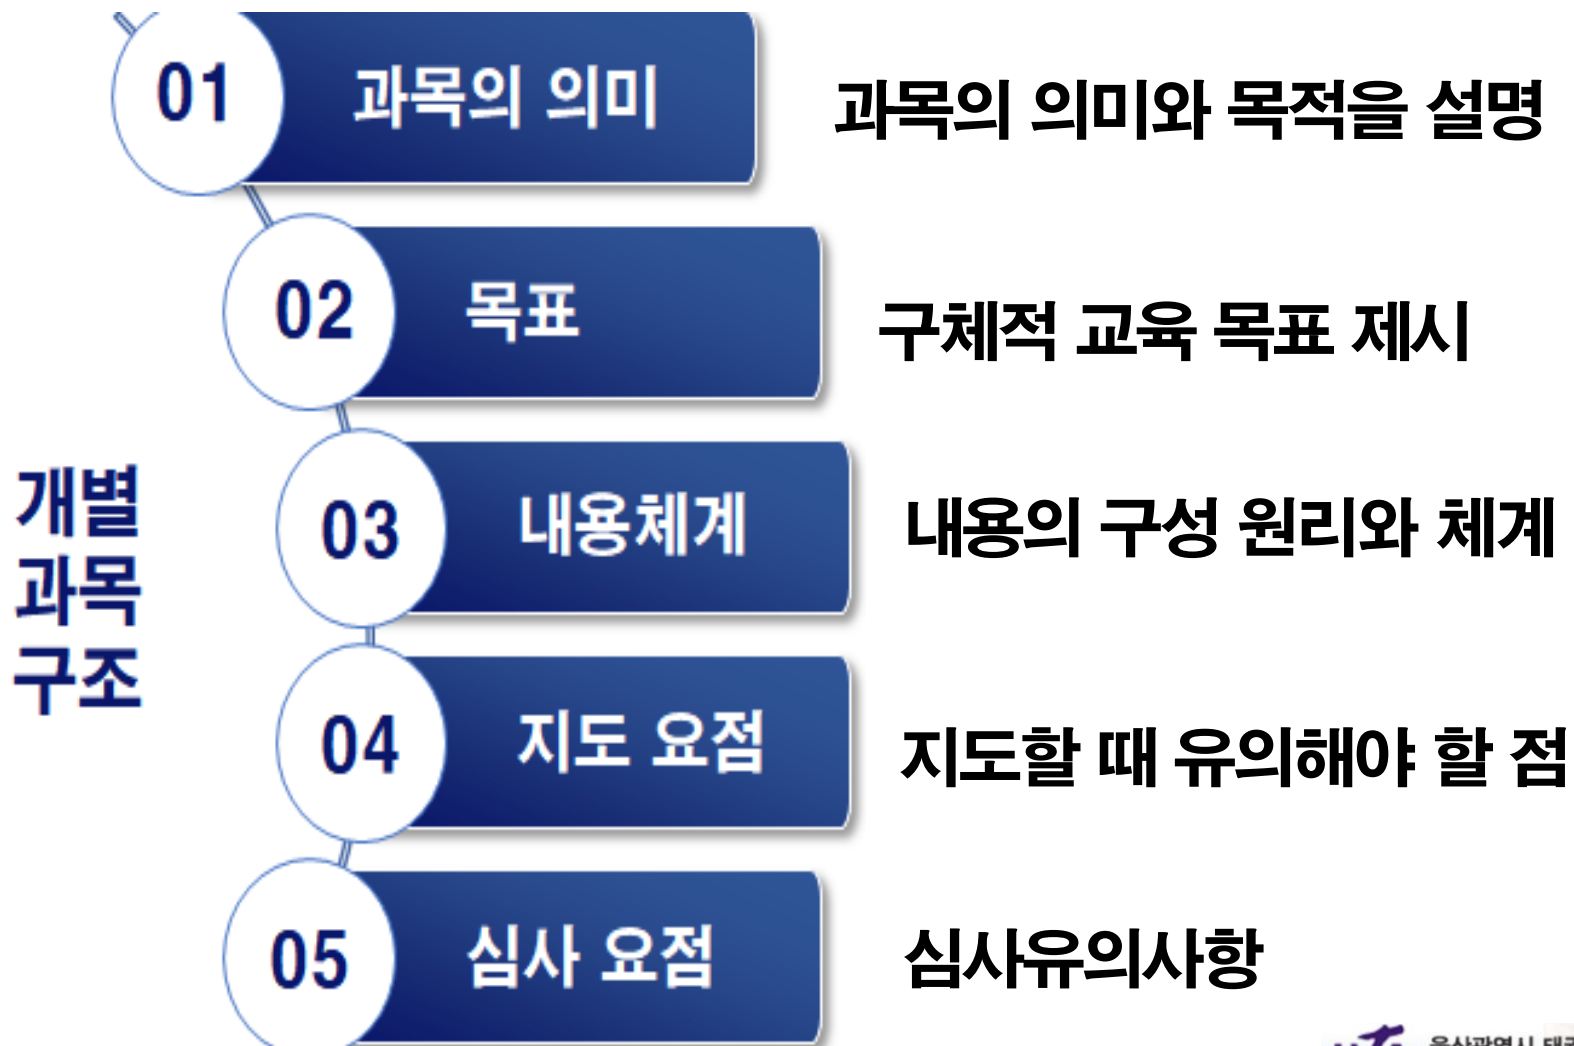 01 과목의 의미 과목의 의미와 목적을 설명
02 목표 구체적 교육 목표 제시
개별
과목
구조
03 내용체계 내용의 구성 원리와 체계
04 지도 요점 지도할 때 유의해야 할 점
05 심사 요점 심사유의사항